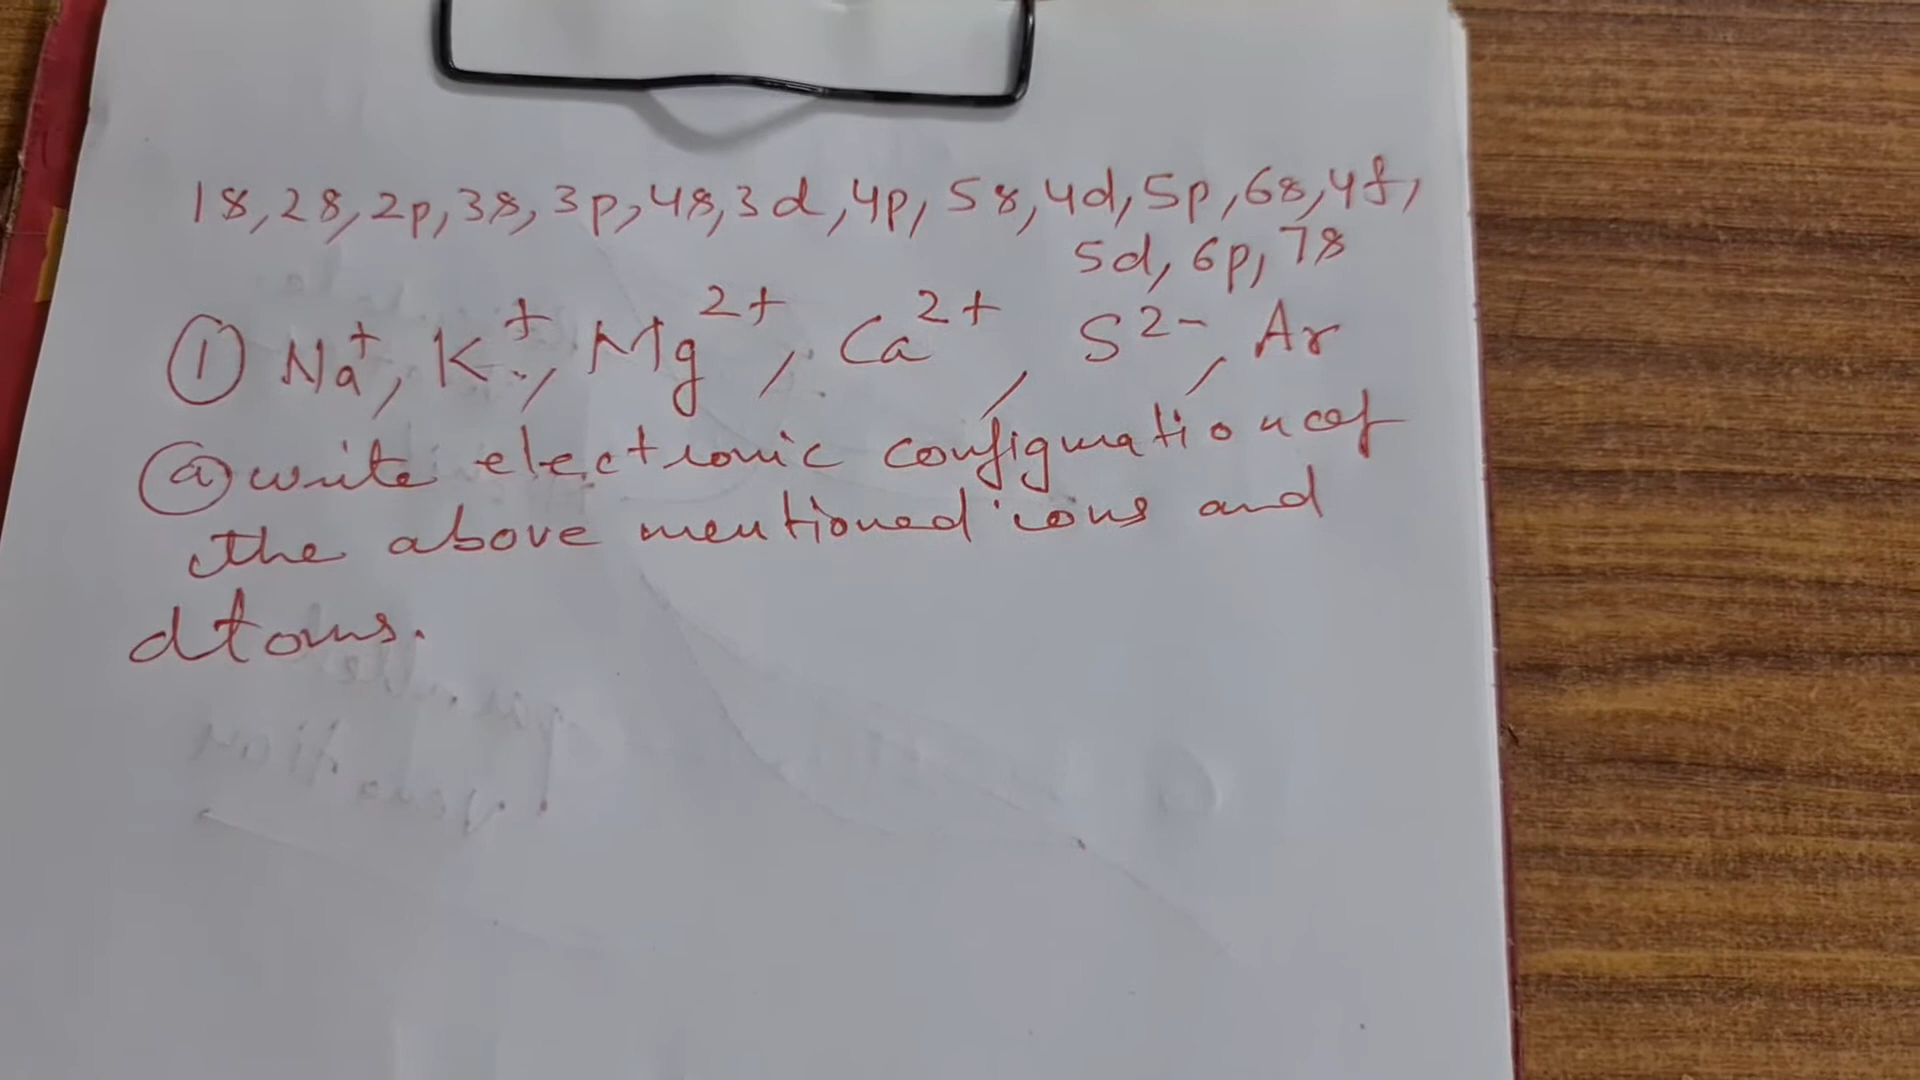 1s, 2s, 2p, 3s, 3p, 4s, 3d, 4p, 5s, 4d, 5p, 6s, 4f,
5d, 6p, 7s
① Na⁺, K⁺, Mg²⁺, Ca²⁺, S²⁻, Ar
ⓐ write electronic configuration of
the above mentioned ions and
atoms.